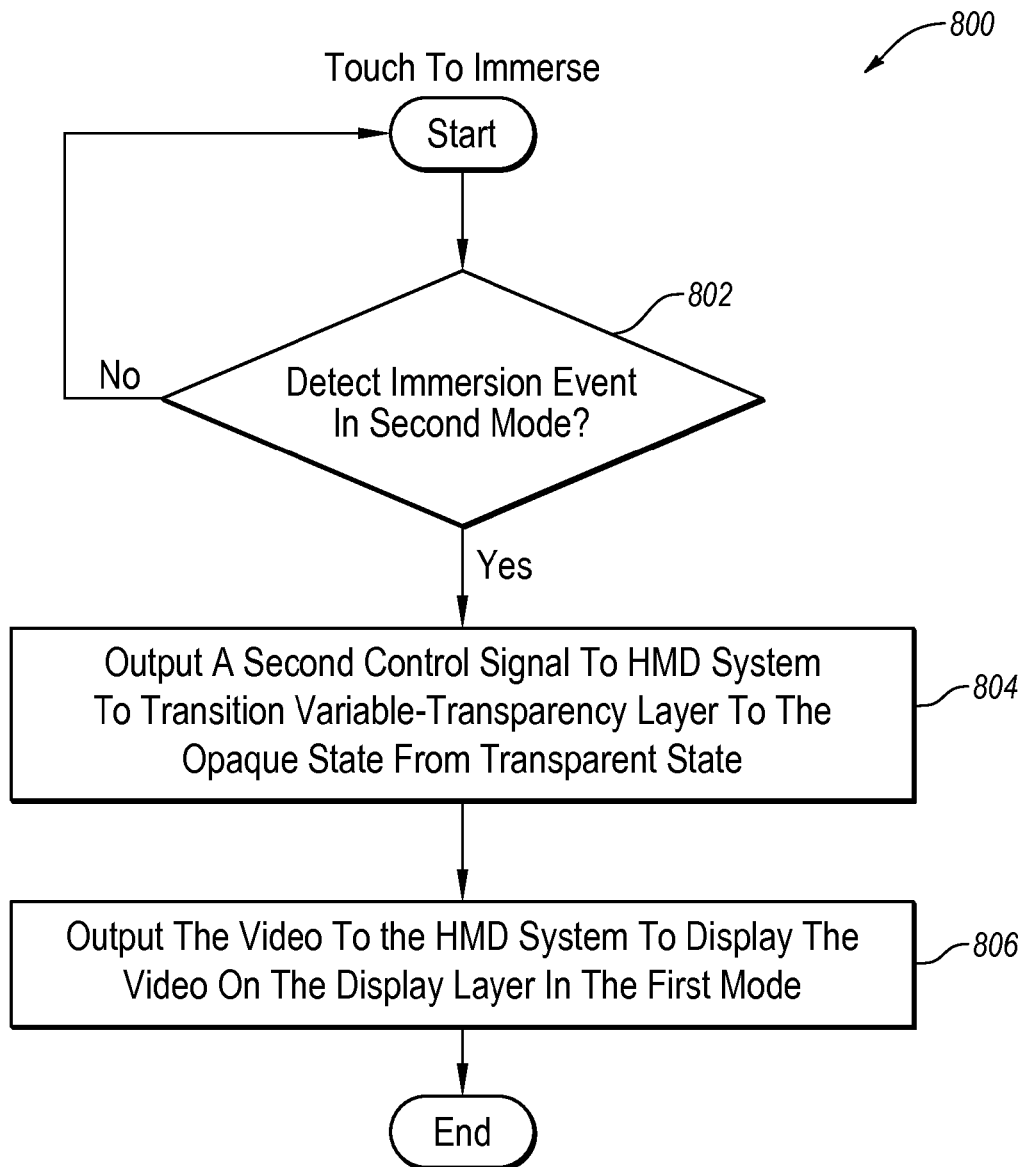 800
Touch To Immerse
Start
802
No
Detect Immersion Event
In Second Mode?
Yes
Output A Second Control Signal To HMD System
To Transition Variable-Transparency Layer To The
Opaque State From Transparent State
804
Output The Video To the HMD System To Display The
Video On The Display Layer In The First Mode
806
End